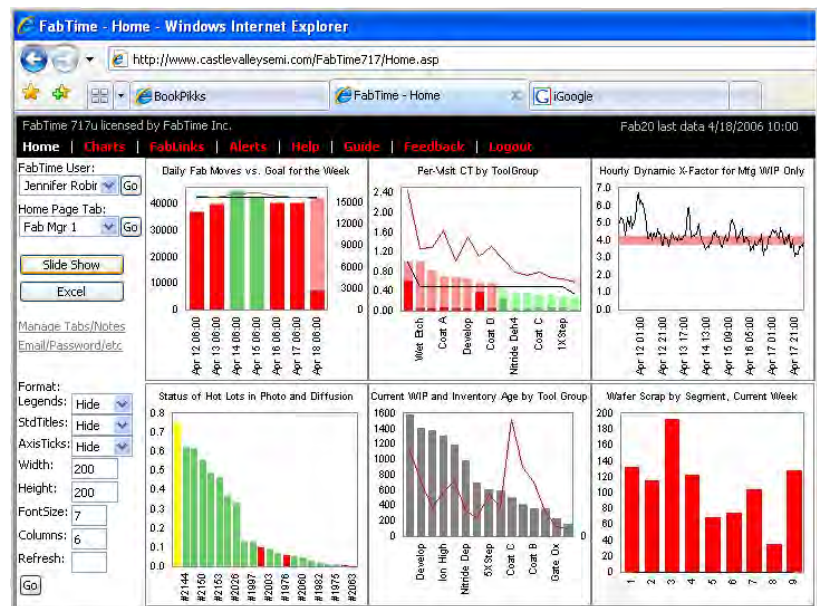 FabTime - Home - Windows Internet Explorer
http://www.castlevalleysemi.com/FabTime717/Home.asp
BookPikks
FabTime - Home
iGoogle
FabTime 717u licensed by FabTime Inc.
Fab20 last data 4/18/2006 10:00
Home | Charts | FabLinks | Alerts | Help | Guide | Feedback | Logout
FabTime User:
Jennifer Robir
Go
Home Page Tab:
Fab Mgr 1
Go
Slide Show
Excel
Manage Tabs/Notes
Email/Password/etc
Format:
Legends: Hide
StdTitles: Hide
AxisTicks: Hide
Width: 200
Height: 200
FontSize: 7
Columns: 6
Refresh:
Go
Daily Fab Moves vs. Goal for the Week
40000
30000
20000
10000
0
15000
12000
9000
6000
3000
0
Apr 12 06:00
Apr 13 06:00
Apr 14 06:00
Apr 15 06:00
Apr 16 06:00
Apr 17 06:00
Apr 18 06:00
Per-Visit CT by ToolGroup
2.40
2.00
1.60
1.20
0.80
0.40
0.00
Wet Etch
Coat A
Develop
Coat D
Nitride Deh4
Coat C
1XStep
Hourly Dynamic X-Factor for Mfg WIP Only
7.0
6.0
5.0
4.0
3.0
2.0
1.0
0.0
Apr 12 01:00
Apr 12 21:00
Apr 13 17:00
Apr 14 13:00
Apr 15 09:00
Apr 16 05:00
Apr 17 01:00
Apr 17 21:00
Status of Hot Lots in Photo and Diffusion
0.8
0.7
0.6
0.5
0.4
0.3
0.2
0.1
0.0
#2144
#2150
#2153
#2026
#1997
#2003
#1976
#2060
#1982
#1975
#2063
Current WIP and Inventory Age by Tool Group
1600
1400
1200
1000
800
600
400
200
0
0
Develop
Ion High
Nitride Dep
5XStep
Coat C
Coat B
Gate Ox
Wafer Scrap by Segment, Current Week
200
180
160
140
120
100
80
60
40
20
0
1
2
3
4
5
6
7
8
9